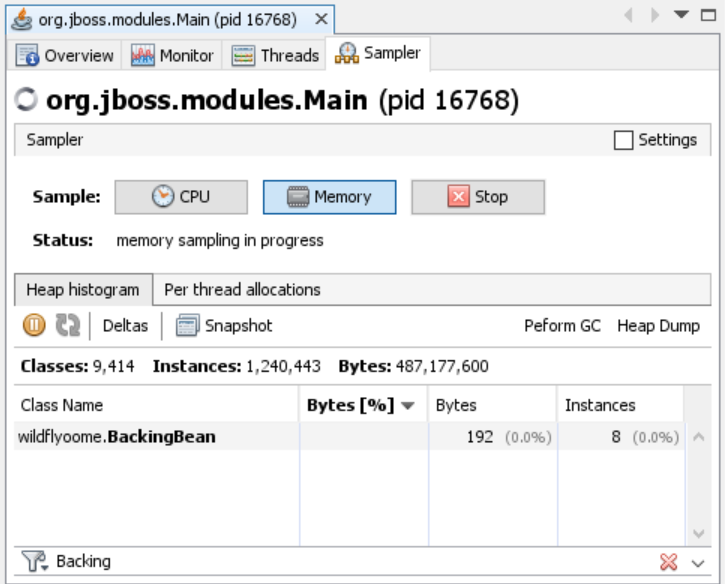 org.jboss.modules.Main (pid 16768)
Overview Monitor Threads Sampler
org.jboss.modules.Main (pid 16768)
Sampler Settings
Sample: CPU Memory Stop
Status: memory sampling in progress
Heap histogram Per thread allocations
Deltas Snapshot Peform GC Heap Dump
Classes: 9,414 Instances: 1,240,443 Bytes: 487,177,600
Class Name Bytes [%] Bytes Instances
wildflyoome.BackingBean 192 (0.0%) 8 (0.0%)
Backing